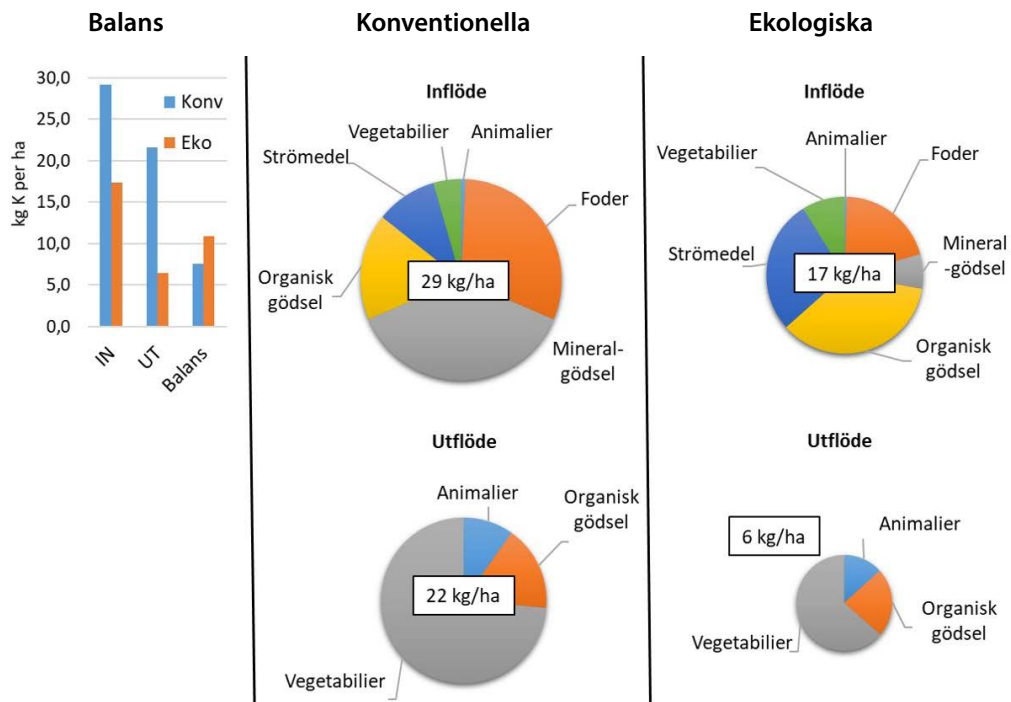 Balans
Konventionella
Ekologiska
kg K per ha
30,0
25,0
20,0
15,0
10,0
5,0
0,0
Konv
Eko
IN
UT
Balans
Inflöde
Vegetabilier
Animalier
Strömedel
Foder
Organisk
gödsel
29 kg/ha
Mineral-
gödsel
Utflöde
Animalier
Organisk
gödsel
22 kg/ha
Vegetabilier
Inflöde
Animalier
Vegetabilier
Foder
Strömedel
Mineral
-gödsel
17 kg/ha
Organisk
gödsel
Utflöde
6 kg/ha
Animalier
Organisk
gödsel
Vegetabilier